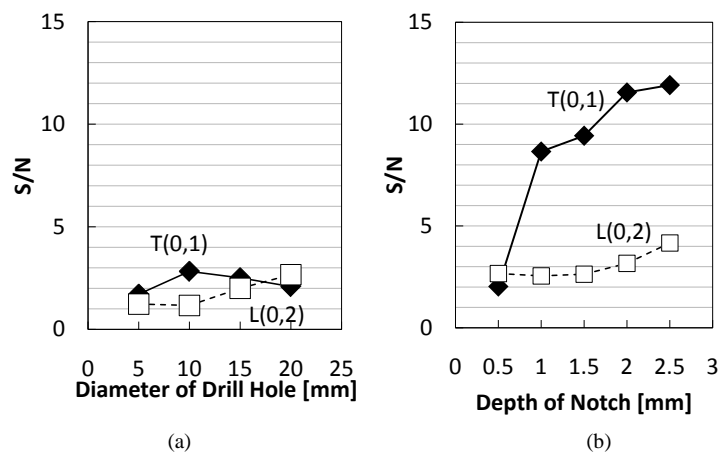 15
10
5
0
S/N
T(0,1)
L(0,2)
0 5 10 15 20 25
Diameter of Drill Hole [mm]
(a)
15
10
5
0
S/N
T(0,1)
L(0,2)
0 0.5 1 1.5 2 2.5 3
Depth of Notch [mm]
(b)